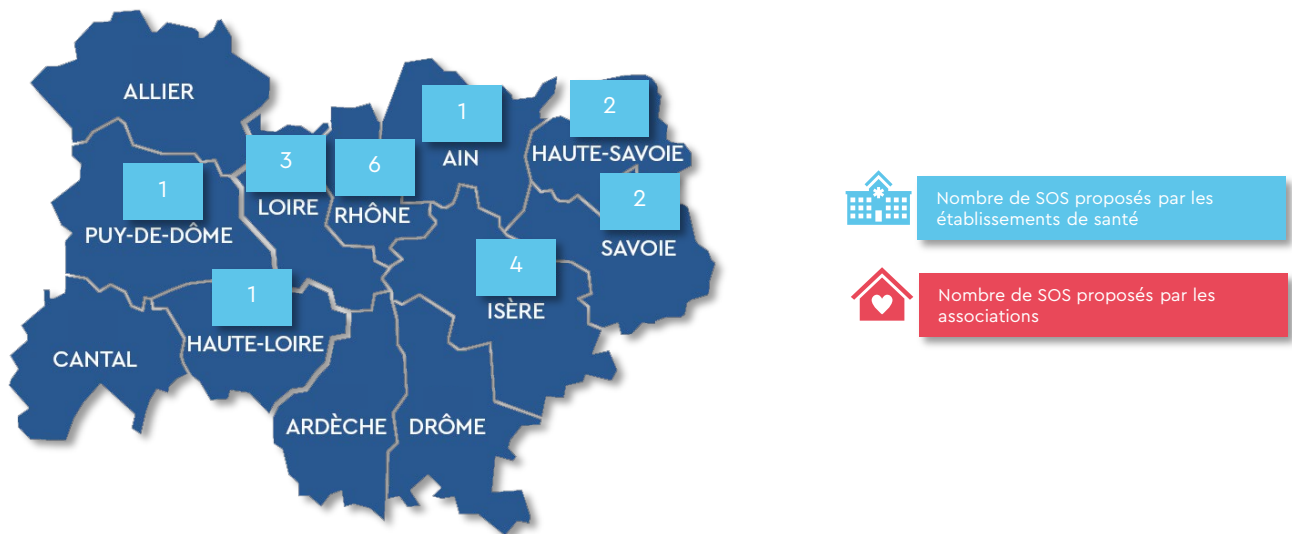 ALLIER
1
AIN
2
HAUTE-SAVOIE
3
LOIRE
6
RHÔNE
1
PUY-DE-DÔME
2
SAVOIE
4
ISÈRE
1
HAUTE-LOIRE
CANTAL
ARDÈCHE
DRÔME
Nombre de SOS proposés par les
établissements de santé
Nombre de SOS proposés par les
associations